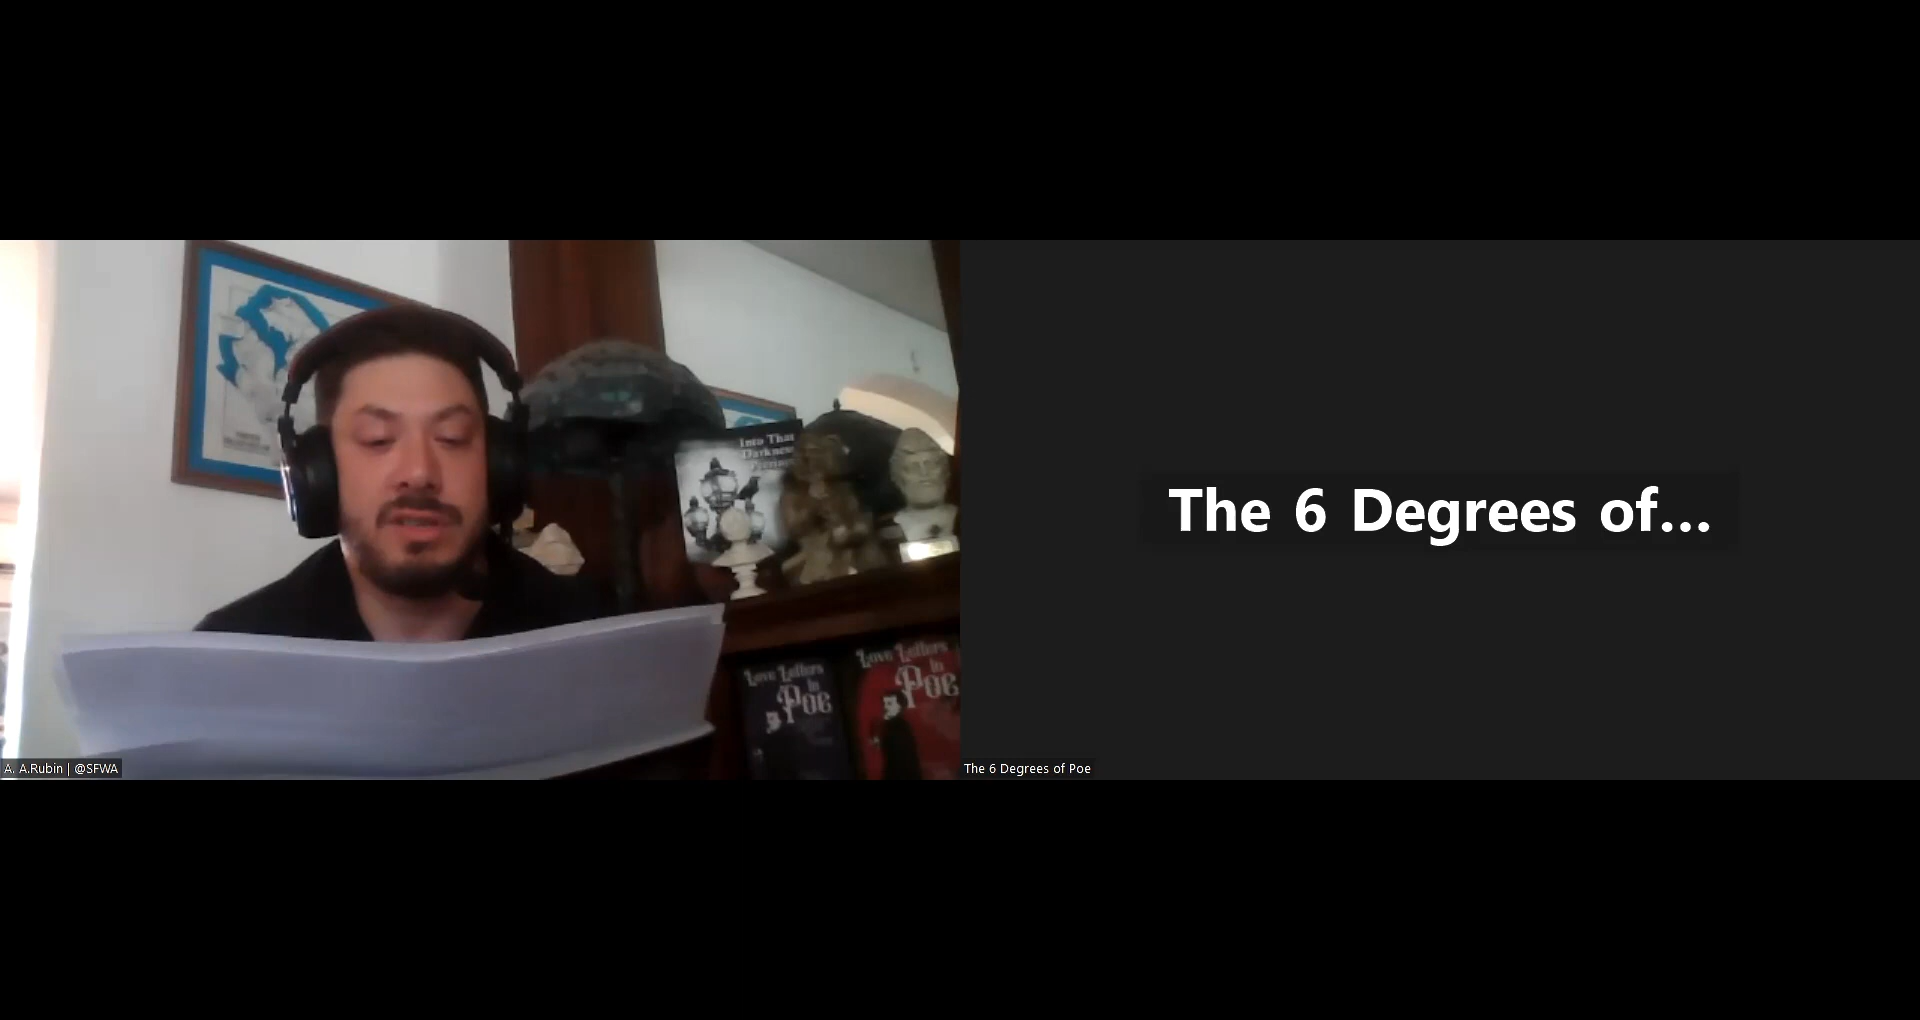 Into That
Darkness
Peering
Love Letters
to
Poe
Love Letters
to
Poe
A. A.Rubin | @SFWA
The 6 Degrees of...
The 6 Degrees of Poe